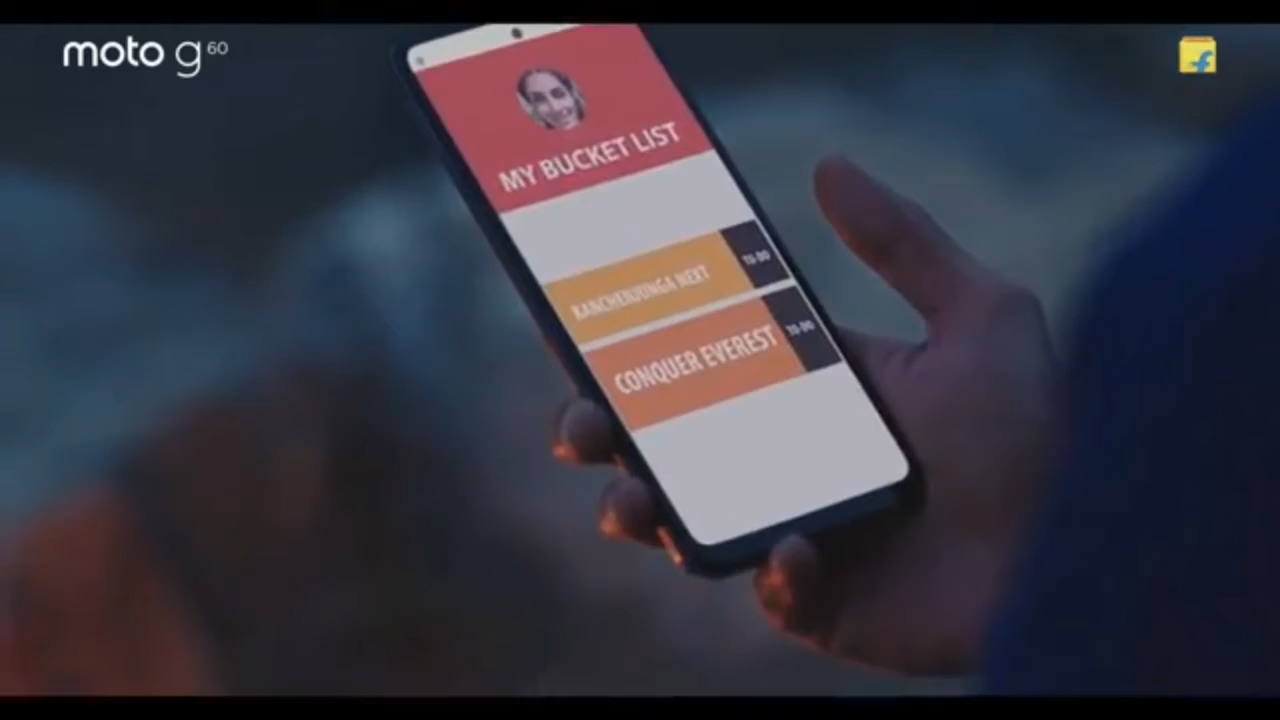 moto g60
MY BUCKET LIST
KANCHENJUNGA NEXT
TO-DO
CONQUER EVEREST
TO-DO